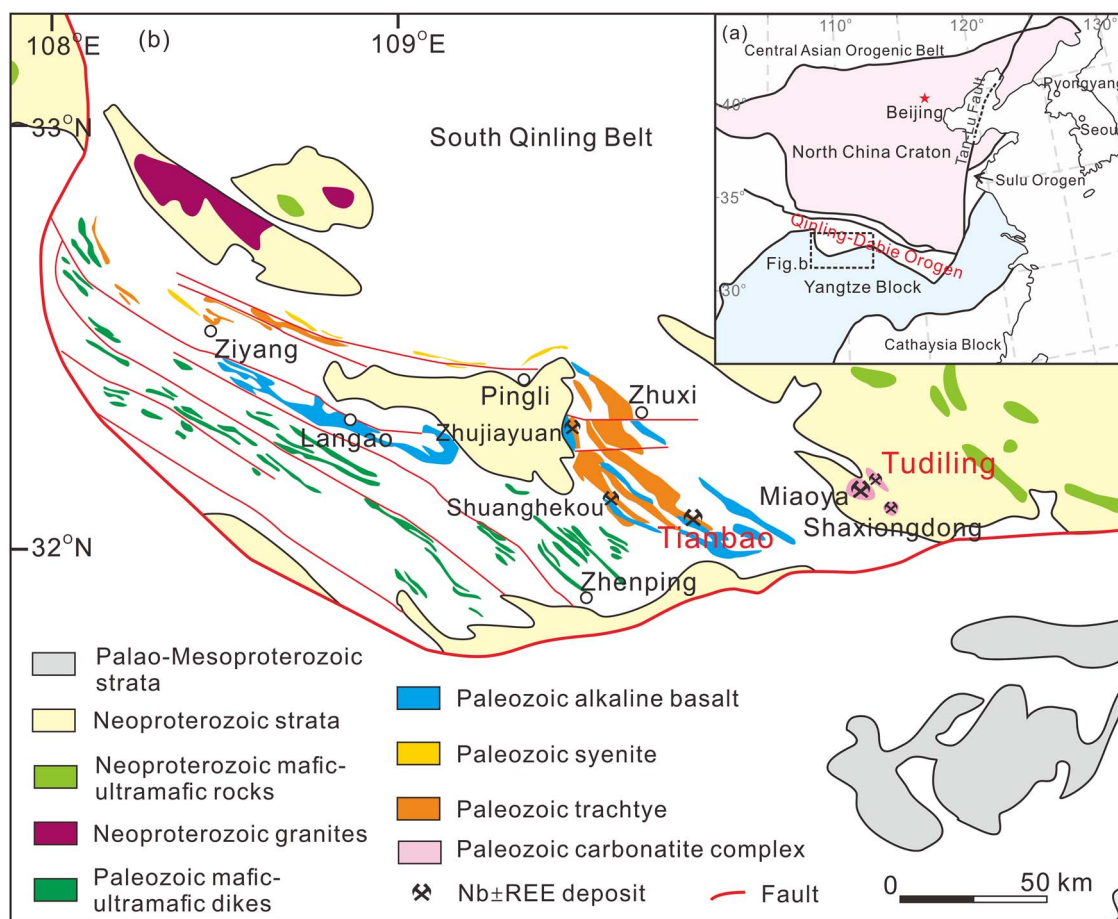 108°E
(b)
109°E
33°N
South Qinling Belt
Ziyang
Pingli
Zhuxi
Langao
Zhujiayuan
Shuanghekou
Tianbao
Tudiling
Miaoya
Shaxiongdong
32°N
Zhenping
(a)
110°
120°
130°
Central Asian Orogenic Belt
40°
Pyongyang
Beijing
Tan-Lu Fault
Seoul
North China Craton
Sulu Orogen
35°
Qinling-Dabie Orogen
Fig.b
Yangtze Block
30°
Cathaysia Block
Palao-Mesoproterozoic
strata
Neoproterozoic strata
Neoproterozoic mafic-
ultramafic rocks
Neoproterozoic granites
Paleozoic mafic-
ultramafic dikes
Paleozoic alkaline basalt
Paleozoic syenite
Paleozoic trachtye
Paleozoic carbonatite complex
Nb±REE deposit
Fault
0
50 km